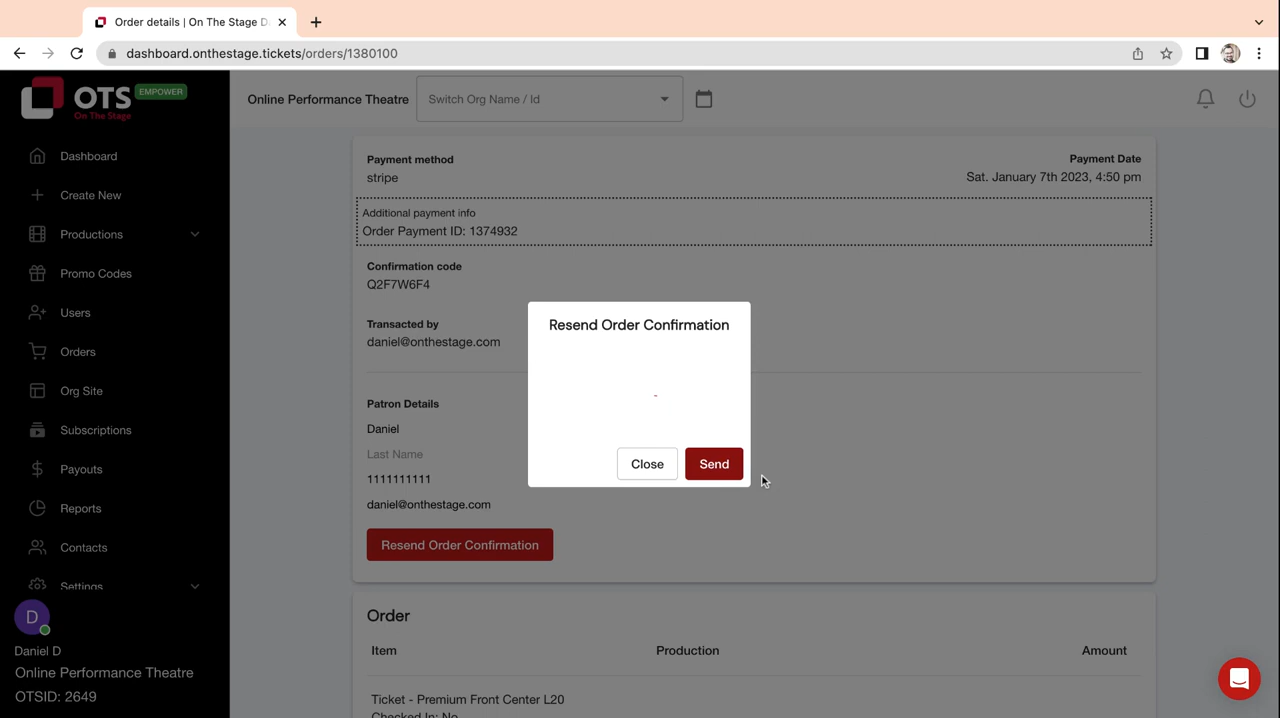 Order details | On The Stage D
dashboard.onthestage.tickets/orders/1380100
OTS
On The Stage
EMPOWER
Online Performance Theatre
Switch Org Name / Id
Dashboard
Create New
Productions
Promo Codes
Users
Orders
Org Site
Subscriptions
Payouts
Reports
Contacts
Settings
D
Daniel D
Online Performance Theatre
OTSID: 2649
Payment method
stripe
Payment Date
Sat. January 7th 2023, 4:50 pm
Additional payment info
Order Payment ID: 1374932
Confirmation code
Q2F7W6F4
Transacted by
daniel@onthestage.com
Patron Details
Daniel
Last Name
1111111111
daniel@onthestage.com
Resend Order Confirmation
Resend Order Confirmation
-
Close
Send
Order
Item
Production
Amount
Ticket - Premium Front Center L20
Checked In: No